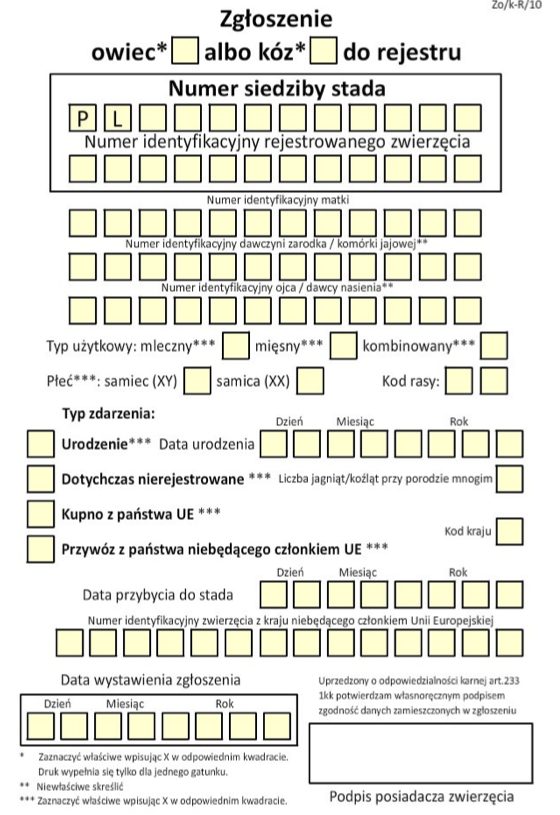 Zo/k-R/10
Zgłoszenie
owiec* albo kóz* do rejestru
Numer siedziby stada
P L
Numer identyfikacyjny rejestrowanego zwierzęcia
Numer identyfikacyjny matki
Numer identyfikacyjny dawczyni zarodka / komórki jajowej**
Numer identyfikacyjny ojca / dawcy nasienia**
Typ użytkowy: mleczny*** mięsny*** kombinowany***
Płeć***: samiec (XY) samica (XX) Kod rasy:
Typ zdarzenia:
Dzień Miesiąc Rok
Urodzenie*** Data urodzenia
Dotychczas nierejestrowane *** Liczba jagniąt/koźląt przy porodzie mnogim
Kupno z państwa UE ***
Kod kraju
Przywóz z państwa niebędącego członkiem UE ***
Dzień Miesiąc Rok
Data przybycia do stada
Numer identyfikacyjny zwierzęcia z kraju niebędącego członkiem Unii Europejskiej
Data wystawienia zgłoszenia
Dzień Miesiąc Rok
Uprzedzony o odpowiedzialności karnej art.233
1kk potwierdzam własnoręcznym podpisem
zgodność danych zamieszczonych w zgłoszeniu
* Zaznaczyć właściwe wpisując X w odpowiednim kwadracie.
Druk wypełnia się tylko dla jednego gatunku.
** Niewłaściwe skreślić
*** Zaznaczyć właściwe wpisując X w odpowiednim kwadracie.
Podpis posiadacza zwierzęcia